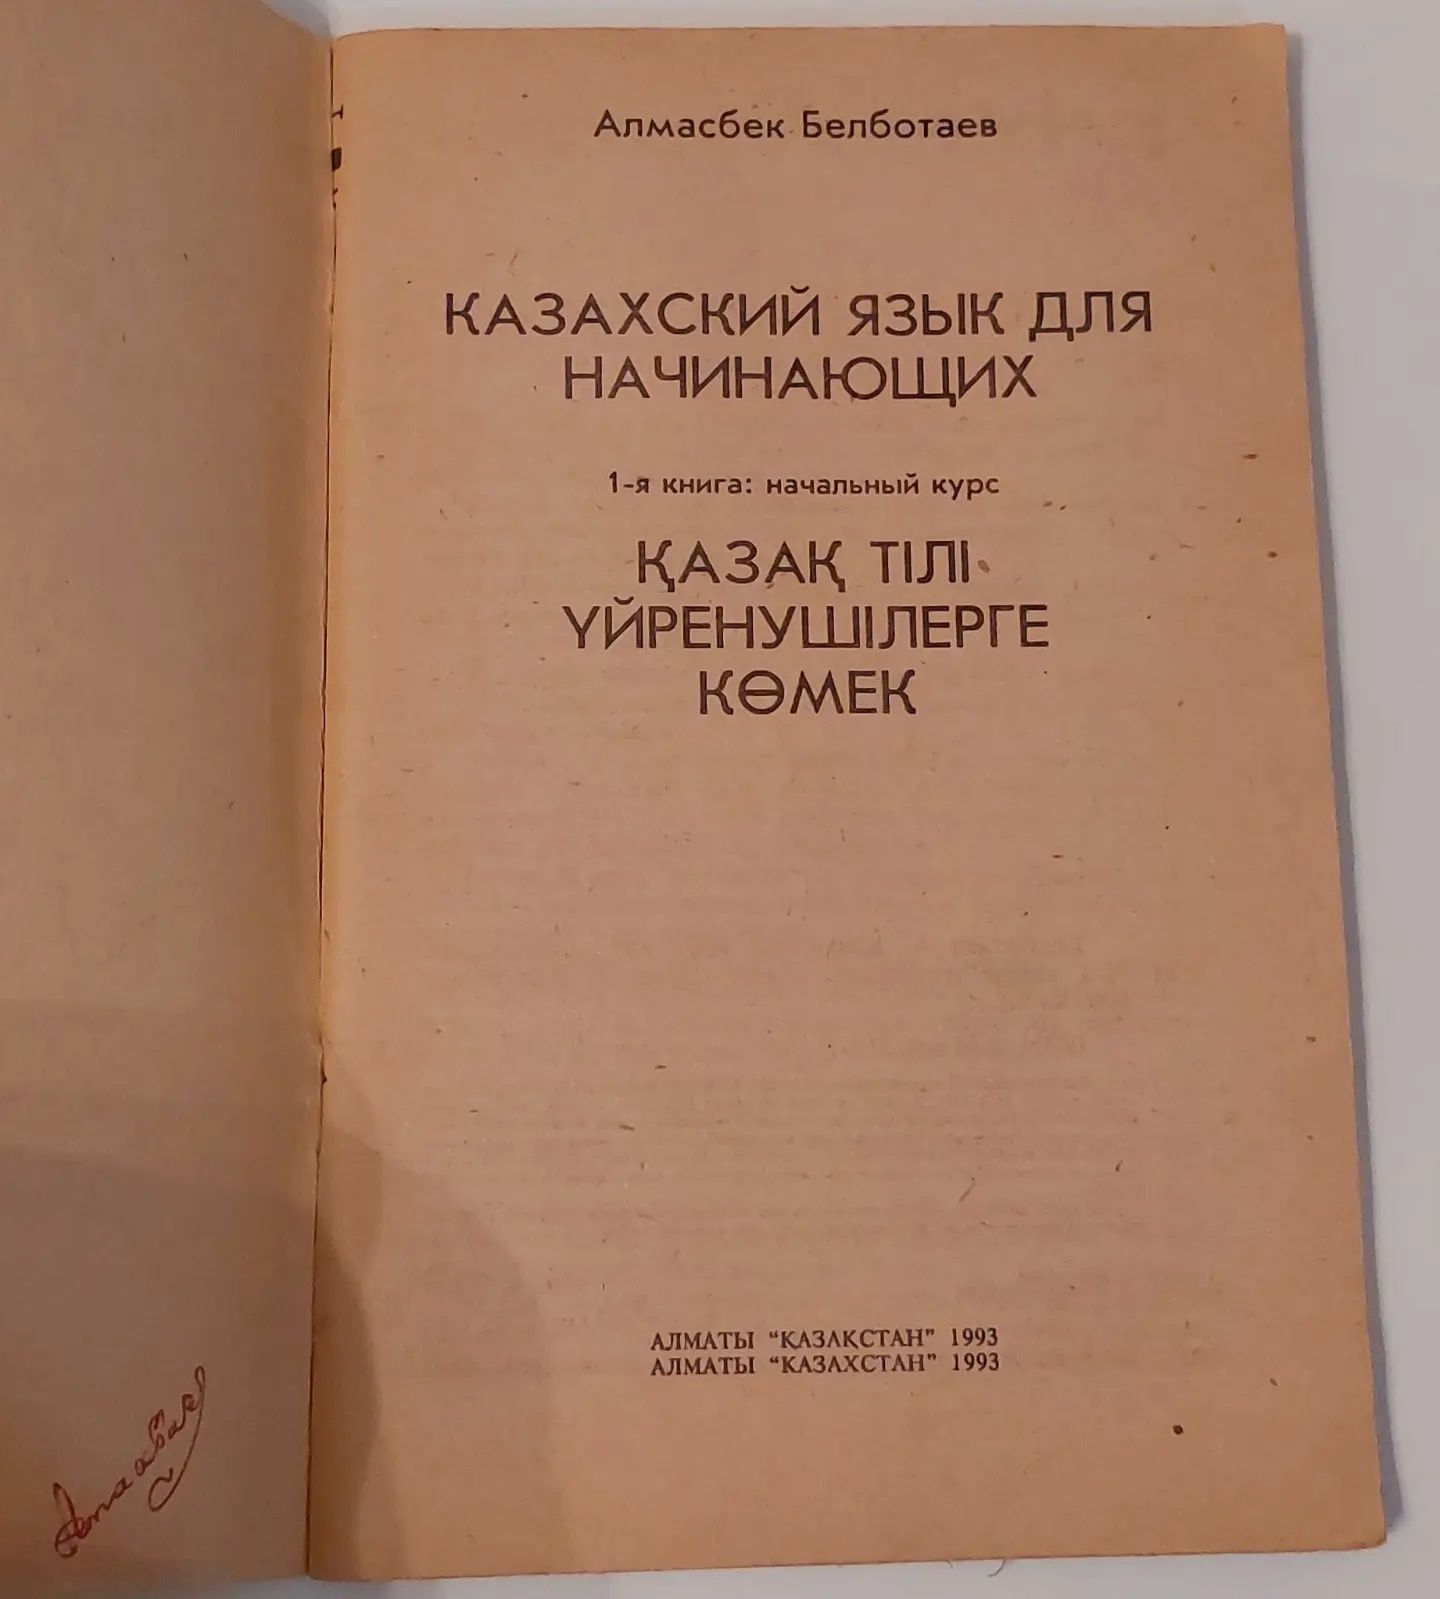 Алмасбек Белботаев
КАЗАХСКИЙ ЯЗЫК ДЛЯ
НАЧИНАЮЩИХ
1-я книга: начальный курс
ҚАЗАҚ ТІЛІ
ҮЙРЕНУШІЛЕРГЕ
КӨМЕК
АЛМАТЫ "ҚАЗАҚСТАН" 1993
АЛМАТЫ "КАЗАХСТАН" 1993